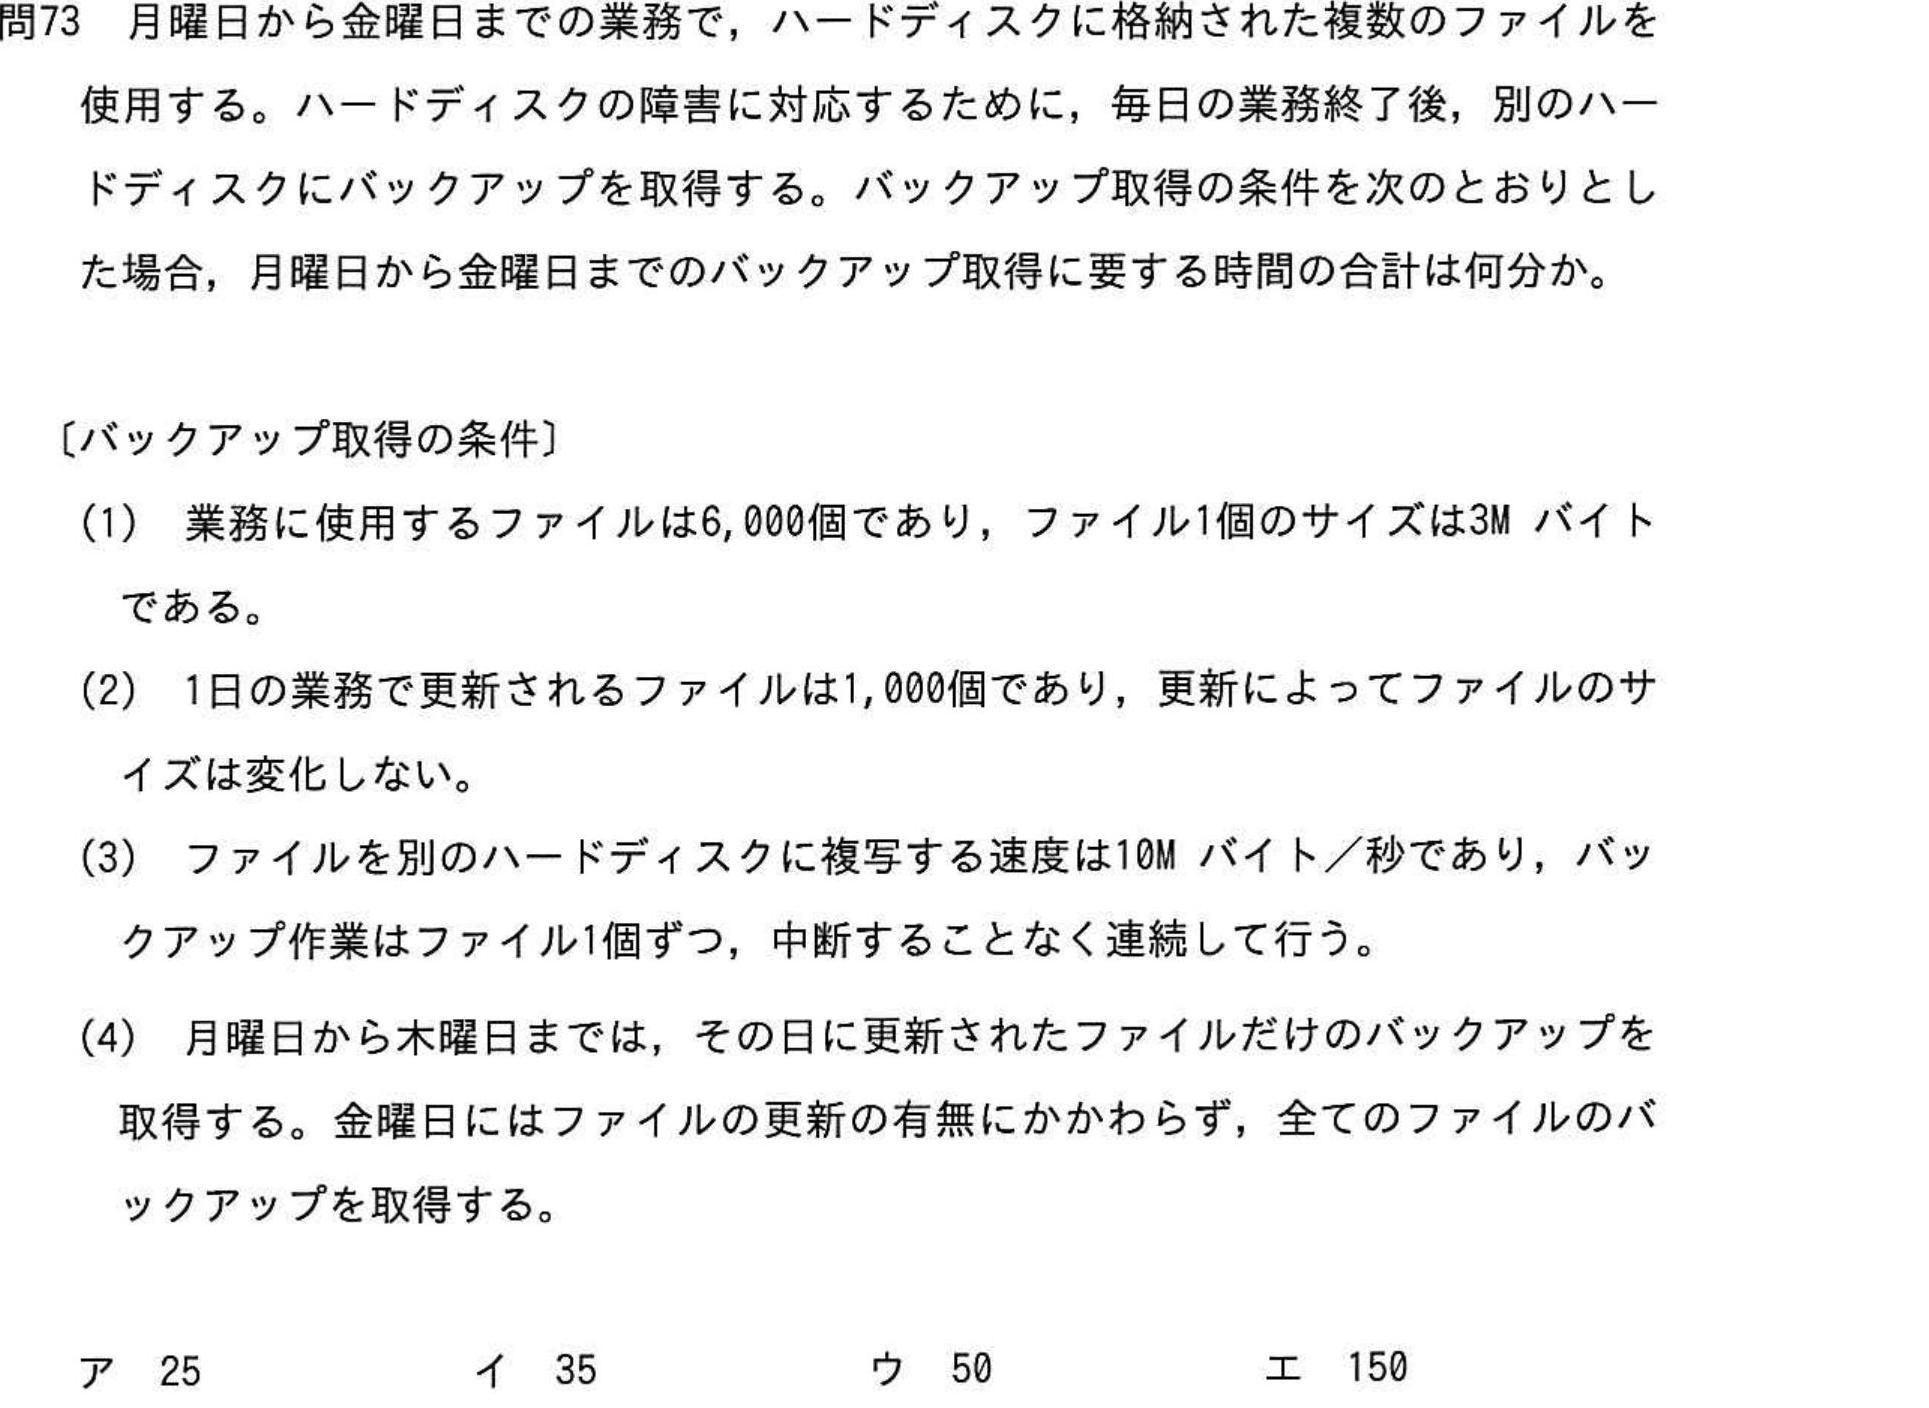 問73　月曜日から金曜日までの業務で，ハードディスクに格納された複数のファイルを
使用する。ハードディスクの障害に対応するために，毎日の業務終了後，別のハー
ドディスクにバックアップを取得する。バックアップ取得の条件を次のとおりとし
た場合，月曜日から金曜日までのバックアップ取得に要する時間の合計は何分か。
〔バックアップ取得の条件〕
(1)　業務に使用するファイルは6,000個であり，ファイル1個のサイズは3M バイト
である。
(2)　1日の業務で更新されるファイルは1,000個であり，更新によってファイルのサ
イズは変化しない。
(3)　ファイルを別のハードディスクに複写する速度は10M バイト／秒であり，バッ
クアップ作業はファイル1個ずつ，中断することなく連続して行う。
(4)　月曜日から木曜日までは，その日に更新されたファイルだけのバックアップを
取得する。金曜日にはファイルの更新の有無にかかわらず，全てのファイルのバ
ックアップを取得する。
ア　25　イ　35　ウ　50　エ　150